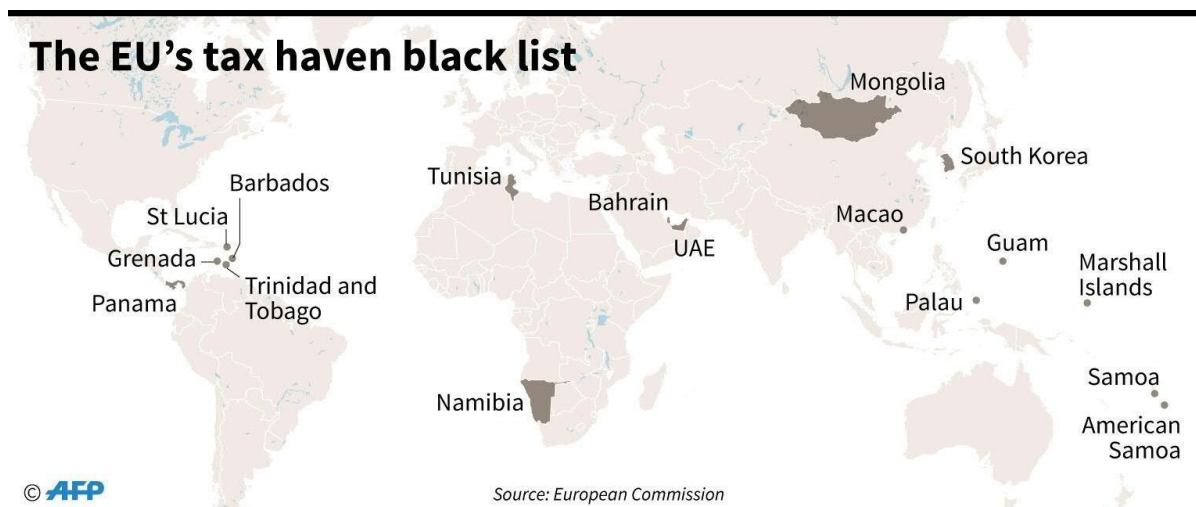 The EU's tax haven black list
Mongolia
South Korea
Tunisia
Barbados
Bahrain
St Lucia
Macao
UAE
Guam
Grenada
Marshall
Islands
Trinidad and
Tobago
Panama
Palau
Samoa
Namibia
American
Samoa
© AFP
Source: European Commission